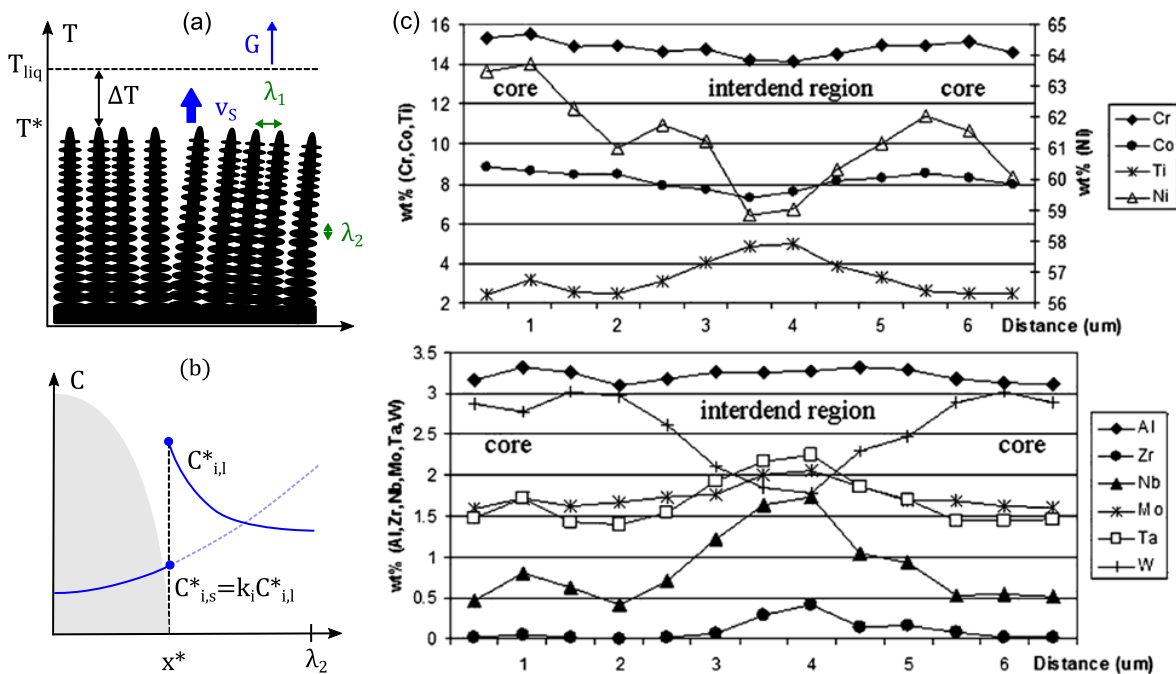 (a)
T
G
T_liq
ΔT
λ₁
v_S
T*
λ₂
(b)
C
C*_i,l
C*_i,s=k_iC*_i,l
x*
λ₂
(c)
16
14
12
10
8
6
4
2
wt% (Cr,Co,Ti)
65
64
63
62
61
60
59
58
57
56
wt% (Ni)
core
interdend region
core
1 2 3 4 5 6 Distance (um)
Cr
Co
Ti
Ni
3.5
3
2.5
2
1.5
1
0.5
0
wt% (Al,Zr,Nb,Mo,Ta,W)
interdend region
core
core
1 2 3 4 5 6 Distance (um)
Al
Zr
Nb
Mo
Ta
W